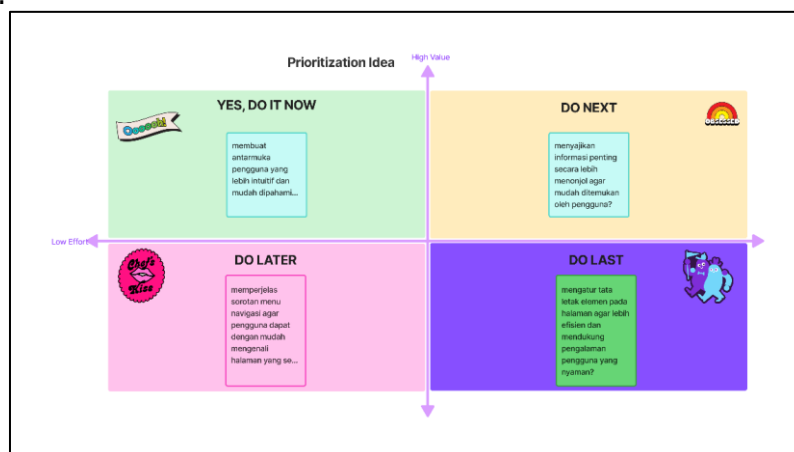 Prioritization Idea
High Value
YES, DO IT NOW
Oooooh!
membuat
antarmuka
pengguna yang
lebih intuitif dan
mudah dipahami...
DO NEXT
OBSESSED
menyajikan
informasi penting
secara lebih
menonjol agar
mudah ditemukan
oleh pengguna?
Low Effort
DO LATER
Chef's
Kiss
memperjelas
sorotan menu
navigasi agar
pengguna dapat
dengan mudah
mengenali
halaman yang se...
DO LAST
mengatur tata
letak elemen pada
halaman agar lebih
efisien dan
mendukung
pengalaman
pengguna yang
nyaman?